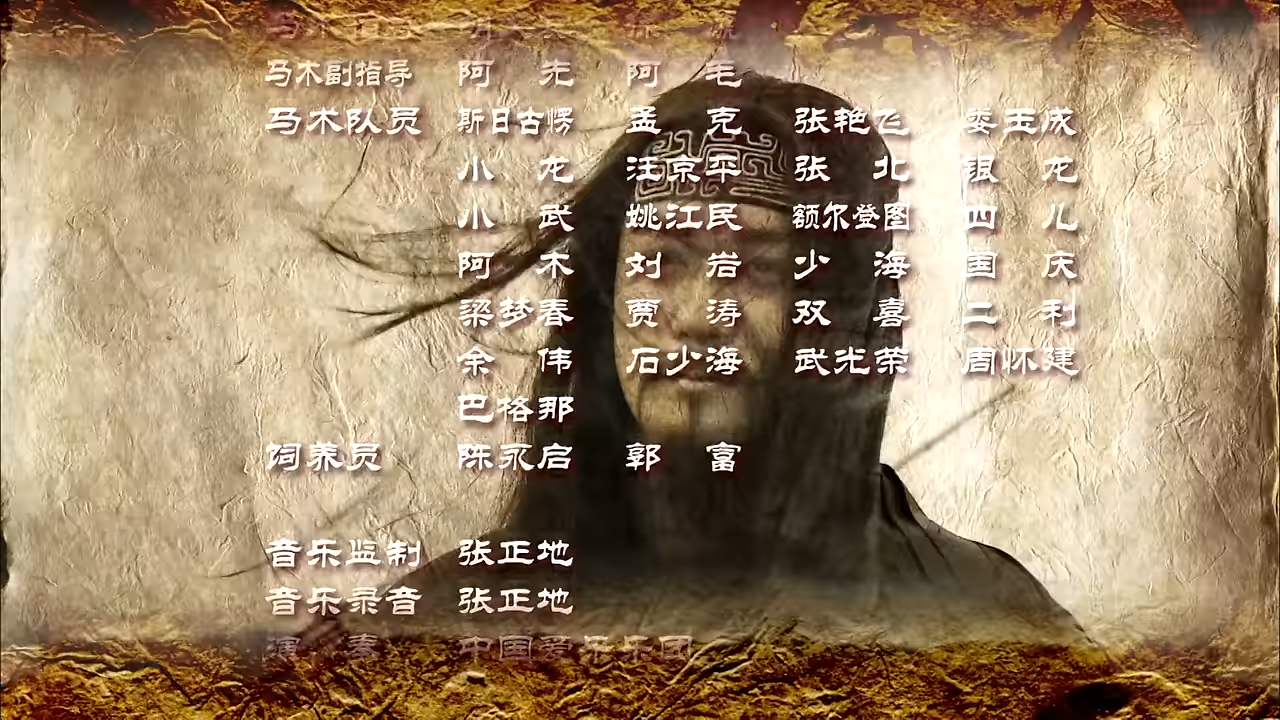 马术副指导 阿先 阿毛
马术队员 斯日古愣 孟克 张艳飞 娄玉成
小龙 汪京平 张北 银龙
小武 姚江民 额尔登图 四儿
阿木 刘岩 少海 国庆
梁梦春 贾涛 双喜 二利
余伟 石少海 武光荣 周怀建
巴格那
饲养员 陈永启 郭富
音乐监制 张正地
音乐录音 张正地
演奏 中国爱乐乐团